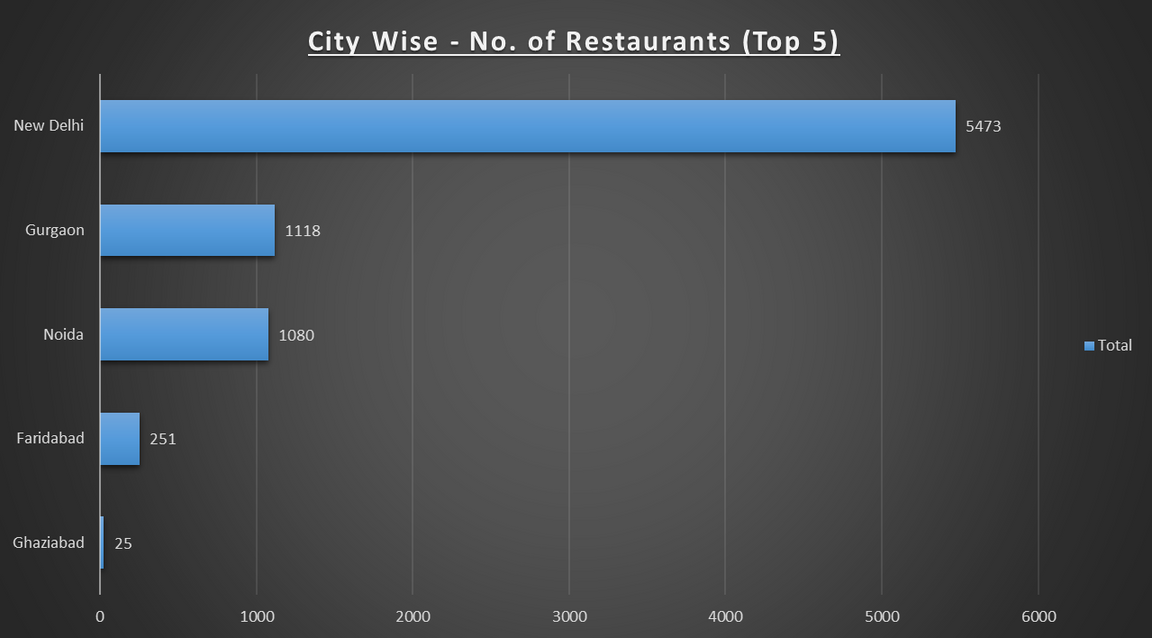 City Wise - No. of Restaurants (Top 5)
New Delhi
5473
Gurgaon
1118
Noida
1080
Total
Faridabad
251
Ghaziabad
25
0 1000 2000 3000 4000 5000 6000